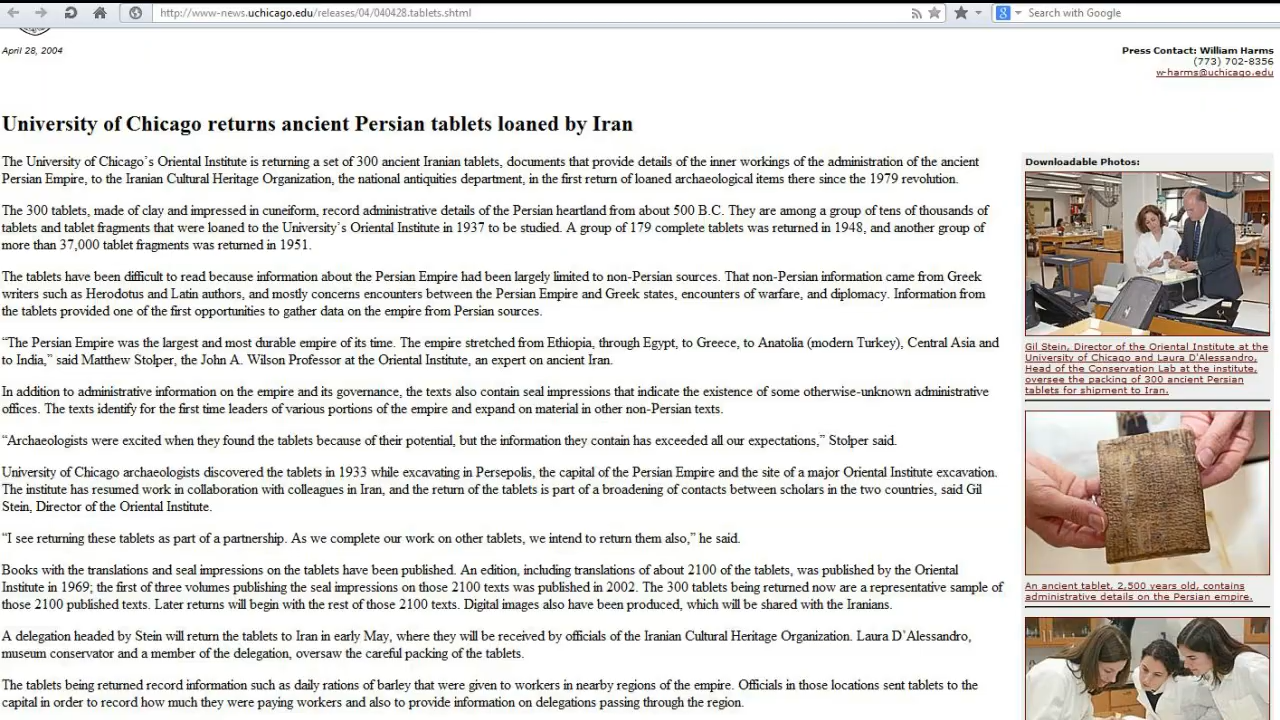 http://www-news.uchicago.edu/releases/04/040428.tablets.shtml
Search with Google
April 28, 2004
Press Contact: William Harms
(773) 702-8356
w-harms@uchicago.edu
University of Chicago returns ancient Persian tablets loaned by Iran
The University of Chicago's Oriental Institute is returning a set of 300 ancient Iranian tablets, documents that provide details of the inner workings of the administration of the ancient
Persian Empire, to the Iranian Cultural Heritage Organization, the national antiquities department, in the first return of loaned archaeological items there since the 1979 revolution.
The 300 tablets, made of clay and impressed in cuneiform, record administrative details of the Persian heartland from about 500 B.C. They are among a group of tens of thousands of
tablets and tablet fragments that were loaned to the University's Oriental Institute in 1937 to be studied. A group of 179 complete tablets was returned in 1948, and another group of
more than 37,000 tablet fragments was returned in 1951.
The tablets have been difficult to read because information about the Persian Empire had been largely limited to non-Persian sources. That non-Persian information came from Greek
writers such as Herodotus and Latin authors, and mostly concerns encounters between the Persian Empire and Greek states, encounters of warfare, and diplomacy. Information from
the tablets provided one of the first opportunities to gather data on the empire from Persian sources.
“The Persian Empire was the largest and most durable empire of its time. The empire stretched from Ethiopia, through Egypt, to Greece, to Anatolia (modern Turkey), Central Asia and
to India,” said Matthew Stolper, the John A. Wilson Professor at the Oriental Institute, an expert on ancient Iran.
In addition to administrative information on the empire and its governance, the texts also contain seal impressions that indicate the existence of some otherwise-unknown administrative
offices. The texts identify for the first time leaders of various portions of the empire and expand on material in other non-Persian texts.
“Archaeologists were excited when they found the tablets because of their potential, but the information they contain has exceeded all our expectations,” Stolper said.
University of Chicago archaeologists discovered the tablets in 1933 while excavating in Persepolis, the capital of the Persian Empire and the site of a major Oriental Institute excavation.
The institute has resumed work in collaboration with colleagues in Iran, and the return of the tablets is part of a broadening of contacts between scholars in the two countries, said Gil
Stein, Director of the Oriental Institute.
“I see returning these tablets as part of a partnership. As we complete our work on other tablets, we intend to return them also,” he said.
Books with the translations and seal impressions on the tablets have been published. An edition, including translations of about 2100 of the tablets, was published by the Oriental
Institute in 1969; the first of three volumes publishing the seal impressions on those 2100 texts was published in 2002. The 300 tablets being returned now are a representative sample of
those 2100 published texts. Later returns will begin with the rest of those 2100 texts. Digital images also have been produced, which will be shared with the Iranians.
A delegation headed by Stein will return the tablets to Iran in early May, where they will be received by officials of the Iranian Cultural Heritage Organization. Laura D'Alessandro,
museum conservator and a member of the delegation, oversaw the careful packing of the tablets.
The tablets being returned record information such as daily rations of barley that were given to workers in nearby regions of the empire. Officials in those locations sent tablets to the
capital in order to record how much they were paying workers and also to provide information on delegations passing through the region.
Downloadable Photos:
Gil Stein, Director of the Oriental Institute at the
University of Chicago and Laura D'Alessandro,
Head of the Conservation Lab at the institute,
oversee the packing of 300 ancient Persian
tablets for shipment to Iran.
An ancient tablet, 2,500 years old, contains
administrative details on the Persian empire.